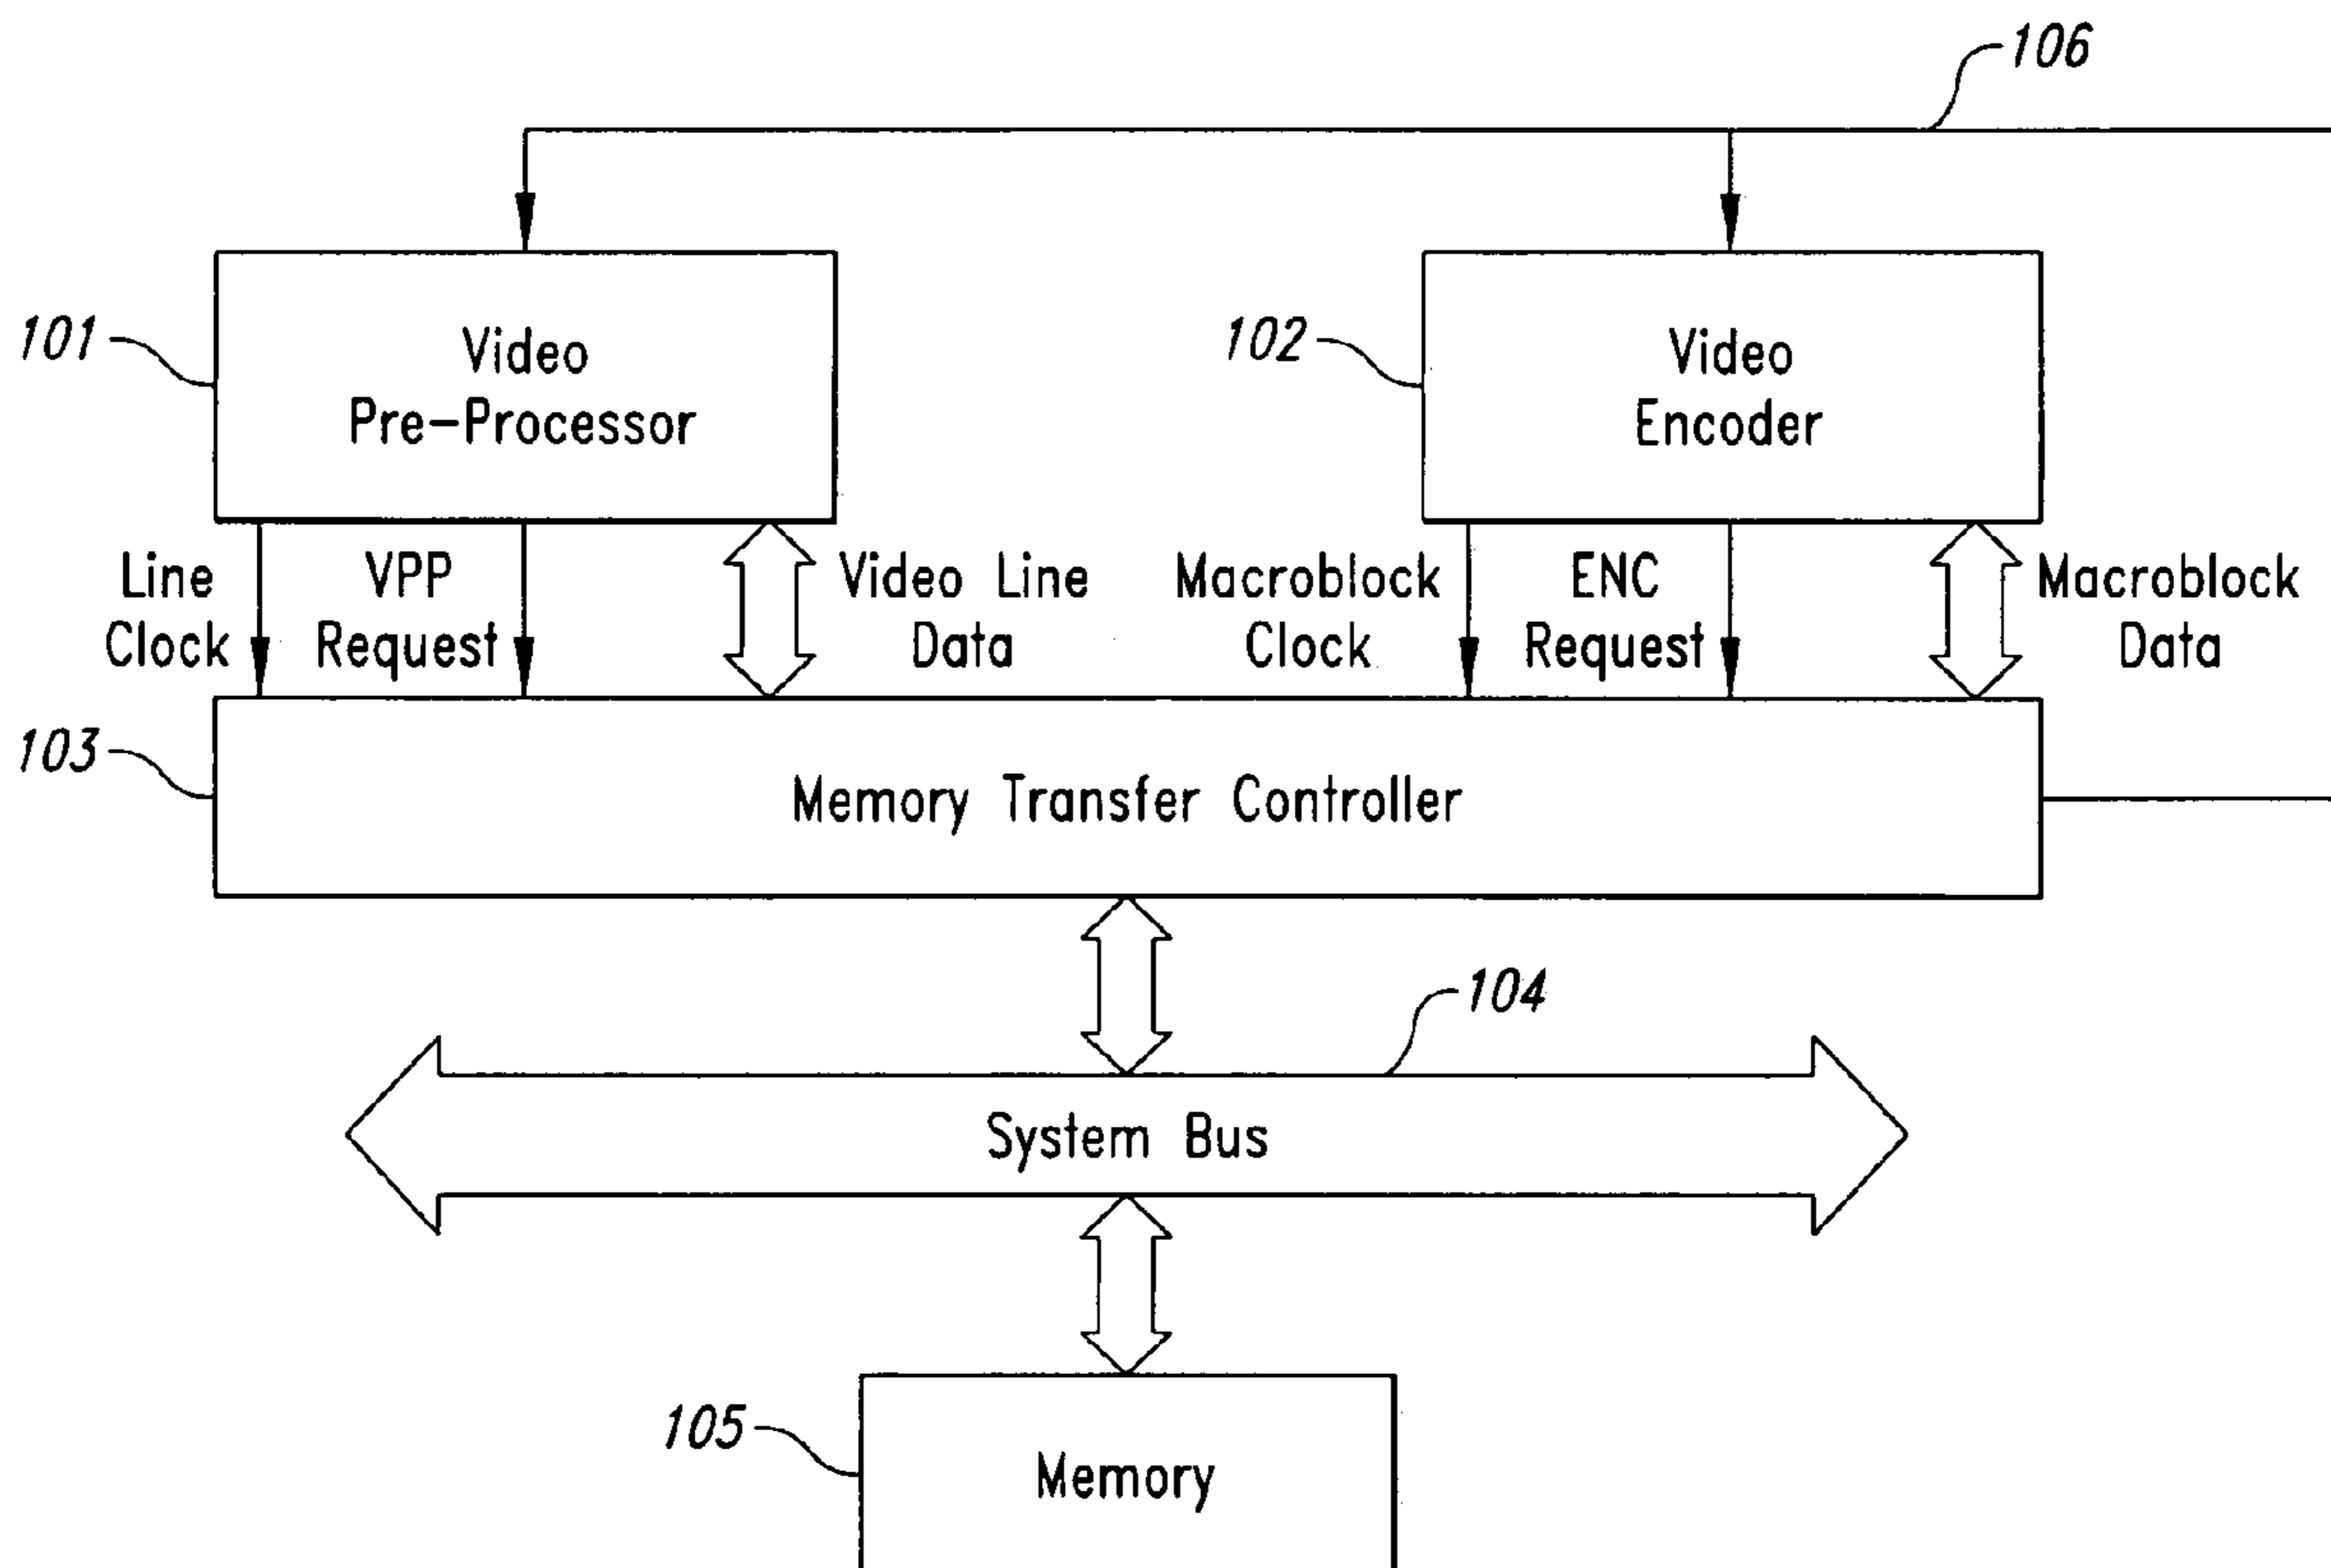 106
101
Video
Pre-Processor
102
Video
Encoder
Line
Clock
VPP
Request
Video Line
Data
Macroblock
Clock
ENC
Request
Macroblock
Data
103
Memory Transfer Controller
104
System Bus
105
Memory